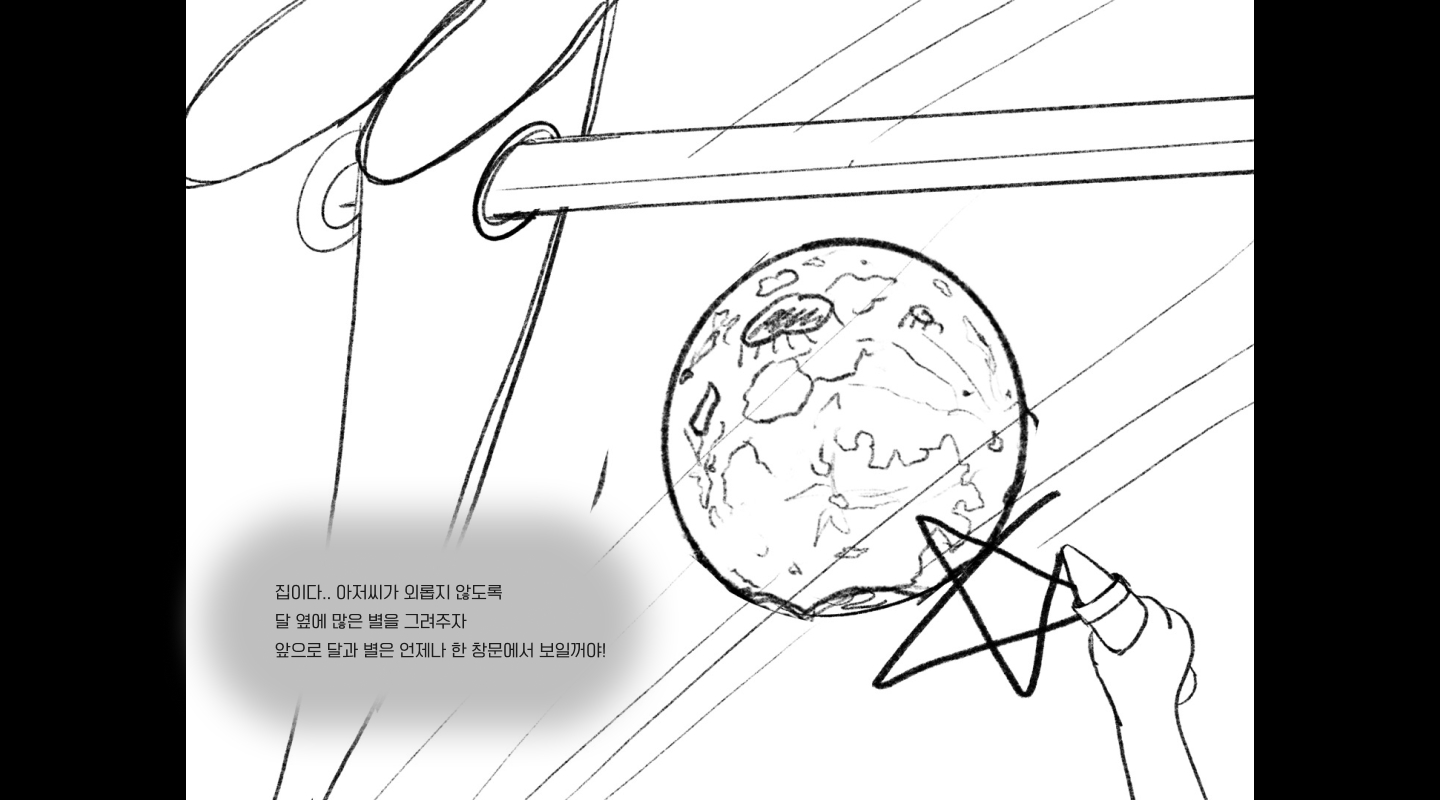 집이다.. 아저씨가 외롭지 않도록
달 옆에 많은 별을 그려주자
앞으로 달과 별은 언제나 한 창문에서 보일꺼야!